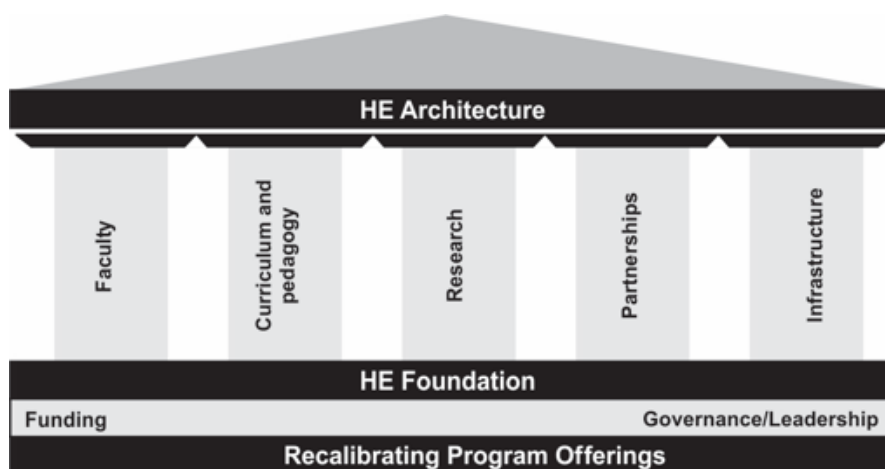 HE Architecture
Faculty
Curriculum and
pedagogy
Research
Partnerships
Infrastructure
HE Foundation
Funding
Governance/Leadership
Recalibrating Program Offerings